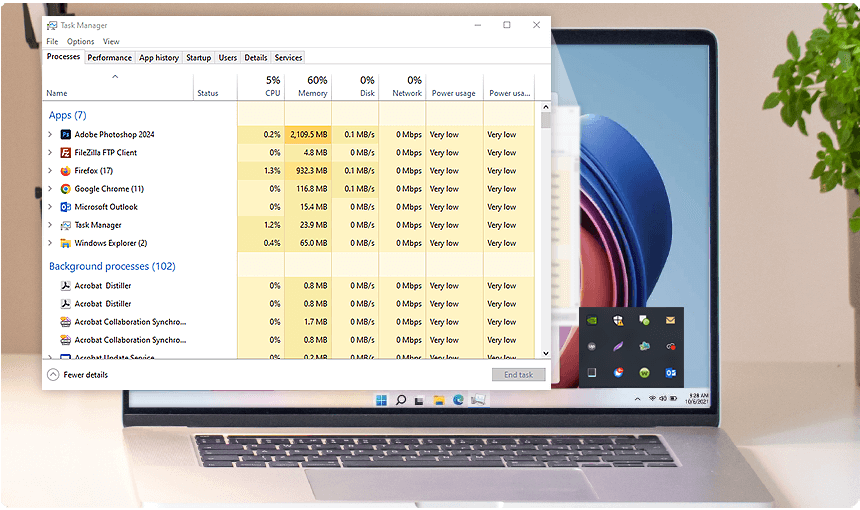 Task Manager
File Options View
Processes Performance App history Startup Users Details Services
5% 60% 0% 0%
Name Status CPU Memory Disk Network Power usage Power usa...
Apps (7)
Ps Adobe Photoshop 2024 0.2% 2,109.5 MB 0.1 MB/s 0 Mbps Very low Very low
FileZilla FTP Client 0% 4.8 MB 0 MB/s 0 Mbps Very low Very low
Firefox (17) 1.3% 932.3 MB 0.1 MB/s 0 Mbps Very low Very low
Google Chrome (11) 0% 116.8 MB 0.1 MB/s 0 Mbps Very low Very low
Microsoft Outlook 0% 15.4 MB 0 MB/s 0 Mbps Very low Very low
Task Manager 1.2% 23.9 MB 0 MB/s 0 Mbps Very low Very low
Windows Explorer (2) 0.4% 65.0 MB 0 MB/s 0 Mbps Very low Very low
Background processes (102)
Acrobat Distiller 0% 0.8 MB 0 MB/s 0 Mbps Very low Very low
Acrobat Distiller 0% 0.8 MB 0 MB/s 0 Mbps Very low Very low
Acrobat Collaboration Synchro... 0% 1.7 MB 0 MB/s 0 Mbps Very low Very low
Acrobat Collaboration Synchro... 0% 0.8 MB 0 MB/s 0 Mbps Very low Very low
Acrobat Update Service 0% 0.2 MB 0 MB/s 0 Mbps Very low Very low
Fewer details End task
9:28 AM
10/6/2021